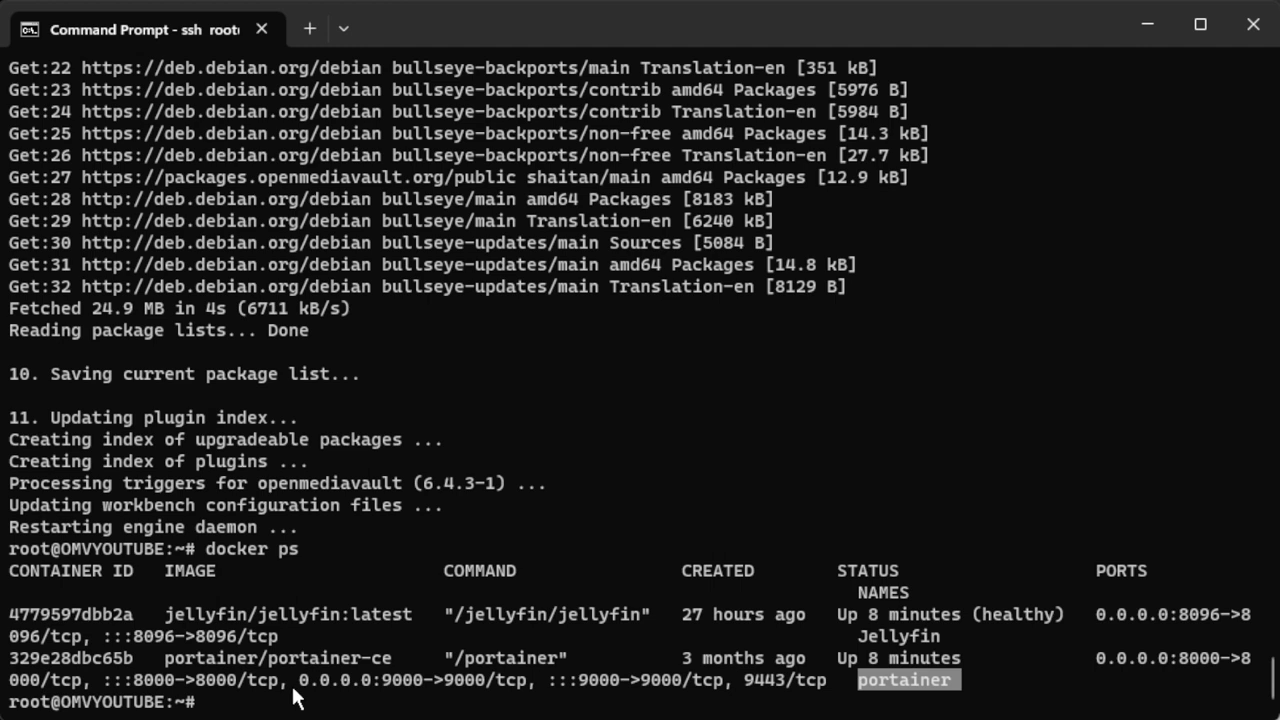 Command Prompt - ssh root
Get:22 https://deb.debian.org/debian bullseye-backports/main Translation-en [351 kB]
Get:23 https://deb.debian.org/debian bullseye-backports/contrib amd64 Packages [5976 B]
Get:24 https://deb.debian.org/debian bullseye-backports/contrib Translation-en [5984 B]
Get:25 https://deb.debian.org/debian bullseye-backports/non-free amd64 Packages [14.3 kB]
Get:26 https://deb.debian.org/debian bullseye-backports/non-free Translation-en [27.7 kB]
Get:27 https://packages.openmediavault.org/public shaitan/main amd64 Packages [12.9 kB]
Get:28 http://deb.debian.org/debian bullseye/main amd64 Packages [8183 kB]
Get:29 http://deb.debian.org/debian bullseye/main Translation-en [6240 kB]
Get:30 http://deb.debian.org/debian bullseye-updates/main Sources [5084 B]
Get:31 http://deb.debian.org/debian bullseye-updates/main amd64 Packages [14.8 kB]
Get:32 http://deb.debian.org/debian bullseye-updates/main Translation-en [8129 B]
Fetched 24.9 MB in 4s (6711 kB/s)
Reading package lists... Done
10. Saving current package list...
11. Updating plugin index...
Creating index of upgradeable packages ...
Creating index of plugins ...
Processing triggers for openmediavault (6.4.3-1) ...
Updating workbench configuration files ...
Restarting engine daemon ...
root@OMVYOUTUBE:~# docker ps
CONTAINER ID   IMAGE                      COMMAND                CREATED        STATUS                   PORTS
NAMES
4779597dbb2a   jellyfin/jellyfin:latest   "/jellyfin/jellyfin"   27 hours ago   Up 8 minutes (healthy)   0.0.0.0:8096->8
096/tcp, :::8096->8096/tcp   Jellyfin
329e28dbc65b   portainer/portainer-ce     "/portainer"           3 months ago   Up 8 minutes             0.0.0.0:8000->8
000/tcp, :::8000->8000/tcp, 0.0.0.0:9000->9000/tcp, :::9000->9000/tcp, 9443/tcp   portainer
root@OMVYOUTUBE:~#